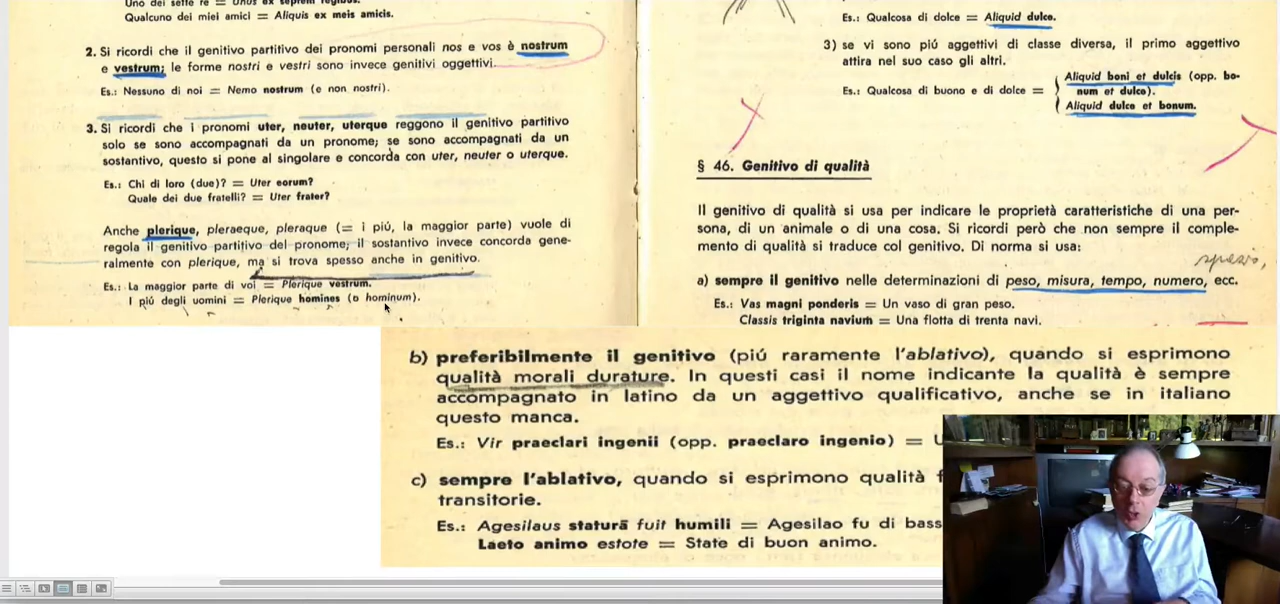 Uno dei sette re = Unus ex septem regibus.
Qualcuno dei miei amici = Aliquis ex meis amicis.
2. Si ricordi che il genitivo partitivo dei pronomi personali nos e vos è nostrum
e vestrum; le forme nostri e vestri sono invece genitivi oggettivi.
Es.: Nessuno di noi = Nemo nostrum (e non nostri).
3. Si ricordi che i pronomi uter, neuter, uterque reggono il genitivo partitivo
solo se sono accompagnati da un pronome; se sono accompagnati da un
sostantivo, questo si pone al singolare e concorda con uter, neuter o uterque.
Es.: Chi di loro (due)? = Uter eorum?
Quale dei due fratelli? = Uter frater?
Anche plerique, pleraeque, pleraque (= i piú, la maggior parte) vuole di
regola il genitivo partitivo del pronome; il sostantivo invece concorda gene-
ralmente con plerique, ma si trova spesso anche in genitivo.
Es.: La maggior parte di voi = Plerique vestrum.
I piú degli uomini = Plerique homines (o hominum).
Es.: Qualcosa di dolce = Aliquid dulce.
3) se vi sono piú aggettivi di classe diversa, il primo aggettivo
attira nel suo caso gli altri.
Es.: Qualcosa di buono e di dolce =
Aliquid boni et dulcis (opp. bo-
num et dulce).
Aliquid dulce et bonum.
§ 46. Genitivo di qualità
Il genitivo di qualità si usa per indicare le proprietà caratteristiche di una per-
sona, di un animale o di una cosa. Si ricordi però che non sempre il comple-
mento di qualità si traduce col genitivo. Di norma si usa:
spesso,
a) sempre il genitivo nelle determinazioni di peso, misura, tempo, numero, ecc.
Es.: Vas magni ponderis = Un vaso di gran peso.
Classis triginta navium = Una flotta di trenta navi.
b) preferibilmente il genitivo (piú raramente l'ablativo), quando si esprimono
qualità morali durature. In questi casi il nome indicante la qualità è sempre
accompagnato in latino da un aggettivo qualificativo, anche se in italiano
questo manca.
Es.: Vir praeclari ingenii (opp. praeclaro ingenio) =
c) sempre l'ablativo, quando si esprimono qualità
transitorie.
Es.: Agesilaus staturā fuit humili = Agesilao fu di bass
Laeto animo estote = State di buon animo.